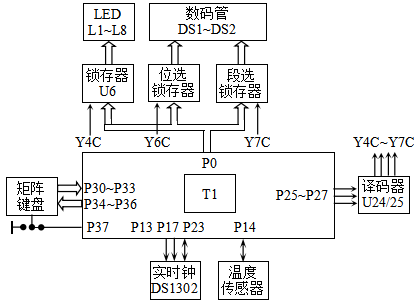 LED
L1~L8
数码管
DS1~DS2
锁存器
U6
位选
锁存器
段选
锁存器
Y4C
Y6C
Y7C
Y4C~Y7C
P0
T1
矩阵
键盘
P30~P33
P34~P36
P25~P27
译码器
U24/25
P37
P13
P17
P23
P14
实时钟
DS1302
温度
传感器